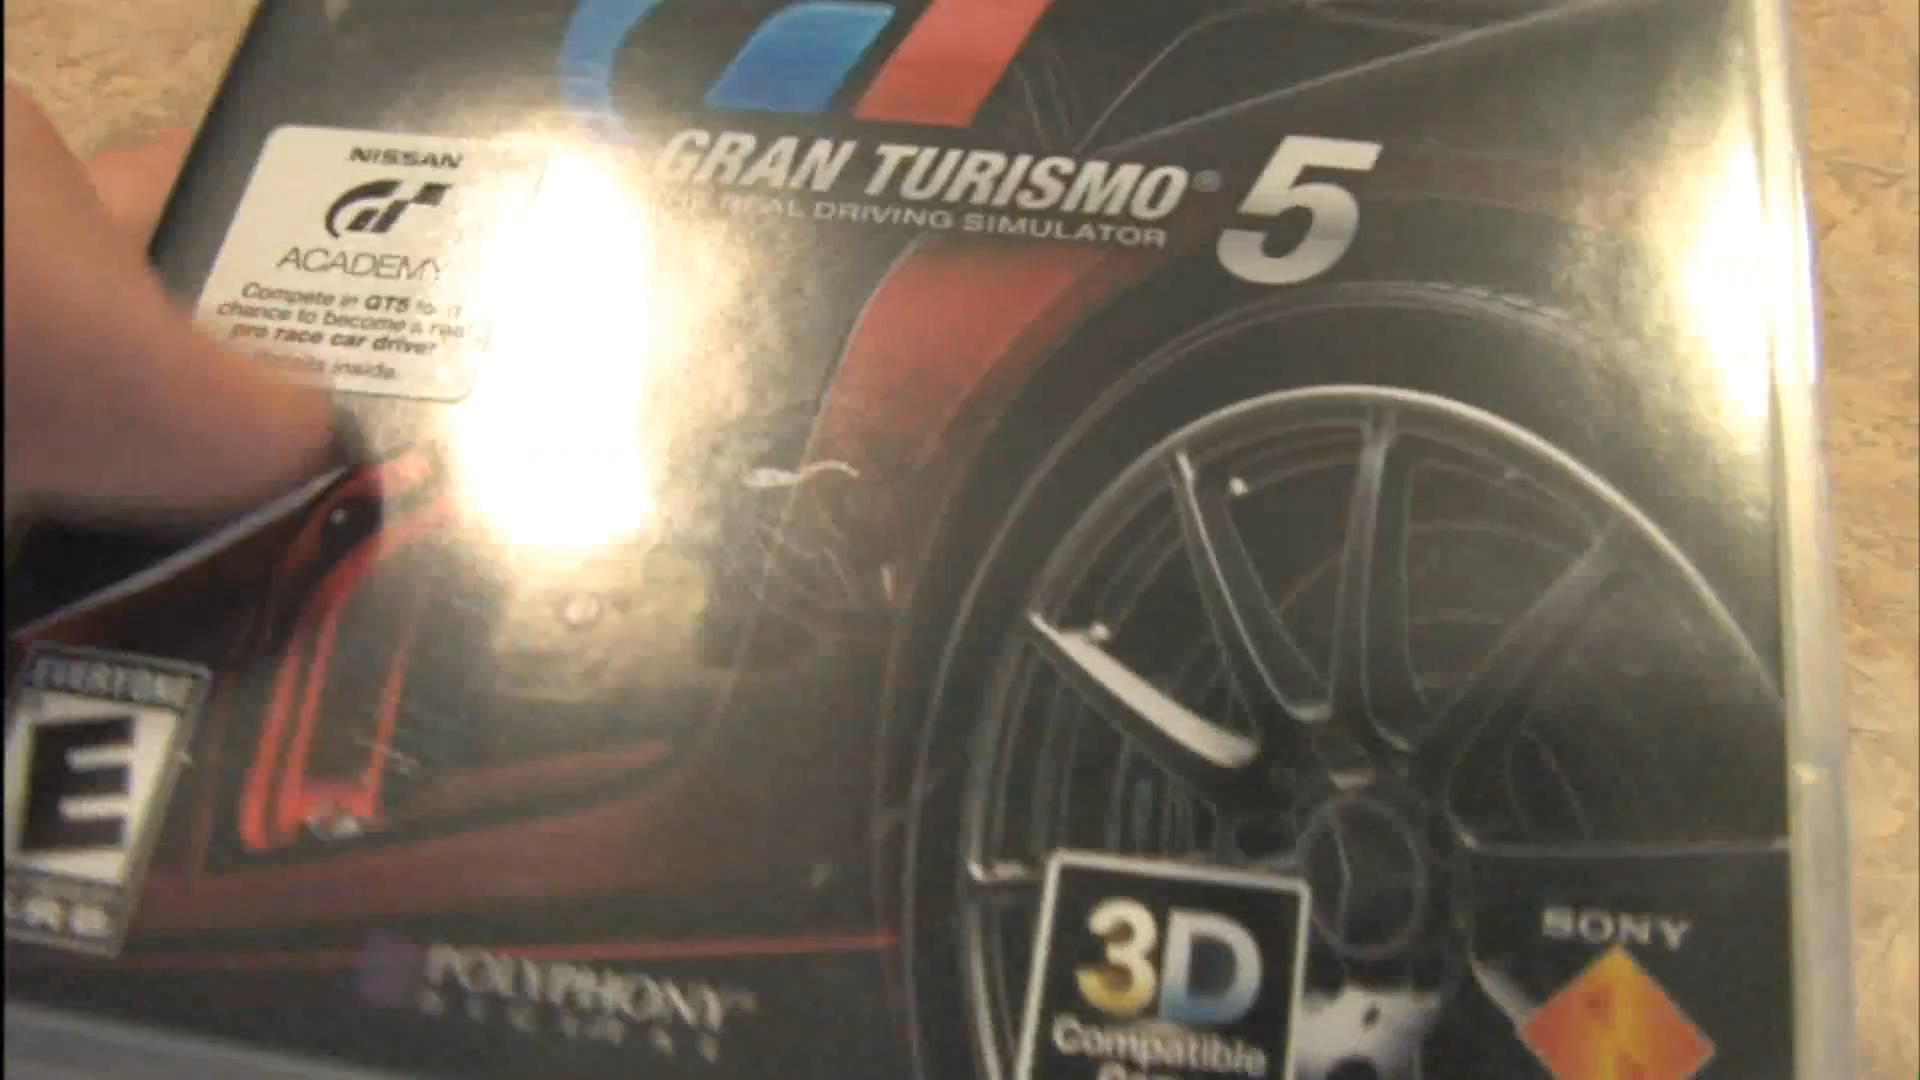 GRAN TURISMO® 5
THE REAL DRIVING SIMULATOR
NISSAN
GT
ACADEMY
Compete in GT5 for a
chance to become a real
pro race car driver
inside.
EVERYONE
E
POLYPHONY
DIGITAL
3D
Compatible
SONY